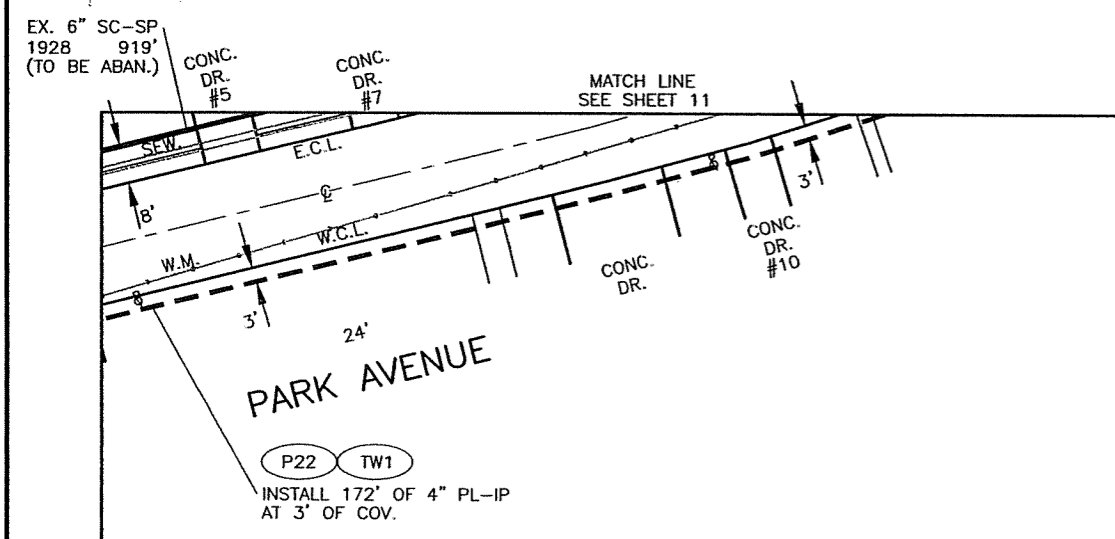 EX. 6" SC-SP
1928 919'
(TO BE ABAN.)
CONC.
DR.
#5
CONC.
DR.
#7
MATCH LINE
SEE SHEET 11
SEW.
E.C.L.
8'
W.M.
W.C.L.
3'
3'
CONC.
DR.
CONC.
DR.
#10
24'
PARK AVENUE
P22
TW1
INSTALL 172' OF 4" PL-IP
AT 3' OF COV.